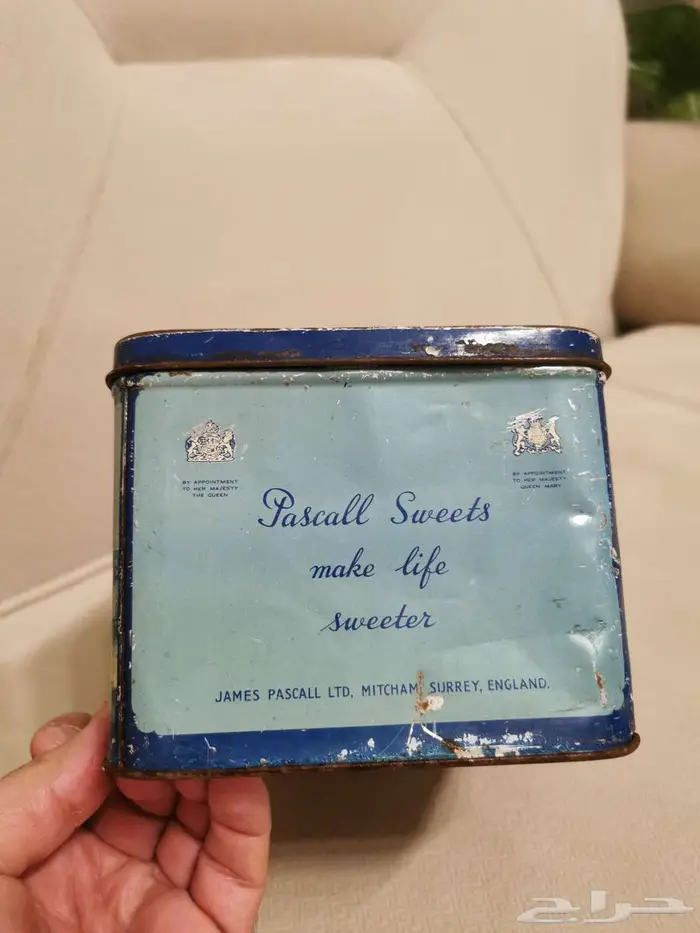 BY APPOINTMENT
TO HER MAJESTY
THE QUEEN
BY APPOINTMENT
TO HER MAJESTY
QUEEN MARY
Pascall Sweets
make life
sweeter
JAMES PASCALL LTD, MITCHAM, SURREY, ENGLAND.
حراج